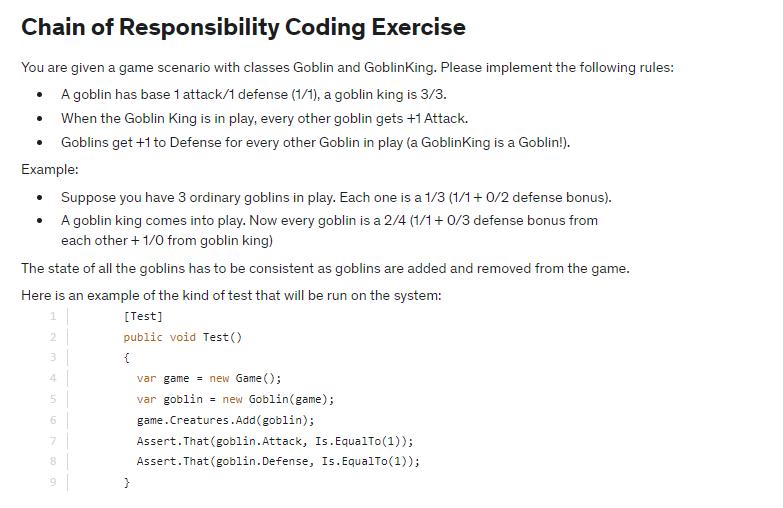 Chain of Responsibility Coding Exercise
You are given a game scenario with classes Goblin and GoblinKing. Please implement the following rules:
• A goblin has base 1 attack/1 defense (1/1), a goblin king is 3/3.
• When the Goblin King is in play, every other goblin gets +1 Attack.
• Goblins get +1 to Defense for every other Goblin in play (a GoblinKing is a Goblin!).
Example:
• Suppose you have 3 ordinary goblins in play. Each one is a 1/3 (1/1 + 0/2 defense bonus).
• A goblin king comes into play. Now every goblin is a 2/4 (1/1 + 0/3 defense bonus from
each other + 1/0 from goblin king)
The state of all the goblins has to be consistent as goblins are added and removed from the game.
Here is an example of the kind of test that will be run on the system:
1 [Test]
2 public void Test()
3 {
4 var game = new Game();
5 var goblin = new Goblin(game);
6 game.Creatures.Add(goblin);
7 Assert.That(goblin.Attack, Is.EqualTo(1));
8 Assert.That(goblin.Defense, Is.EqualTo(1));
9 }